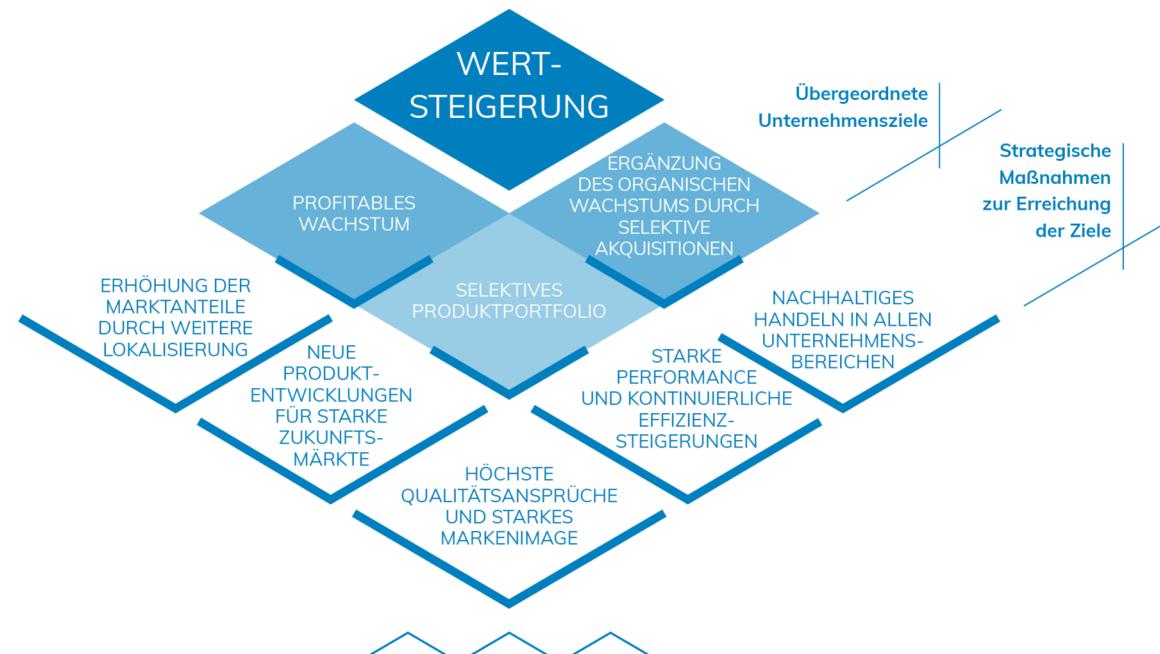 WERT-
STEIGERUNG
Übergeordnete
Unternehmensziele
Strategische
Maßnahmen
zur Erreichung
der Ziele
PROFITABLES
WACHSTUM
ERGÄNZUNG
DES ORGANISCHEN
WACHSTUMS DURCH
SELEKTIVE
AKQUISITIONEN
SELEKTIVES
PRODUKTPORTFOLIO
ERHÖHUNG DER
MARKTANTEILE
DURCH WEITERE
LOKALISIERUNG
NEUE
PRODUKT-
ENTWICKLUNGEN
FÜR STARKE
ZUKUNFTS-
MÄRKTE
HÖCHSTE
QUALITÄTSANSPRÜCHE
UND STARKES
MARKENIMAGE
STARKE
PERFORMANCE
UND KONTINUIERLICHE
EFFIZIENZ-
STEIGERUNGEN
NACHHALTIGES
HANDELN IN ALLEN
UNTERNEHMENS-
BEREICHEN